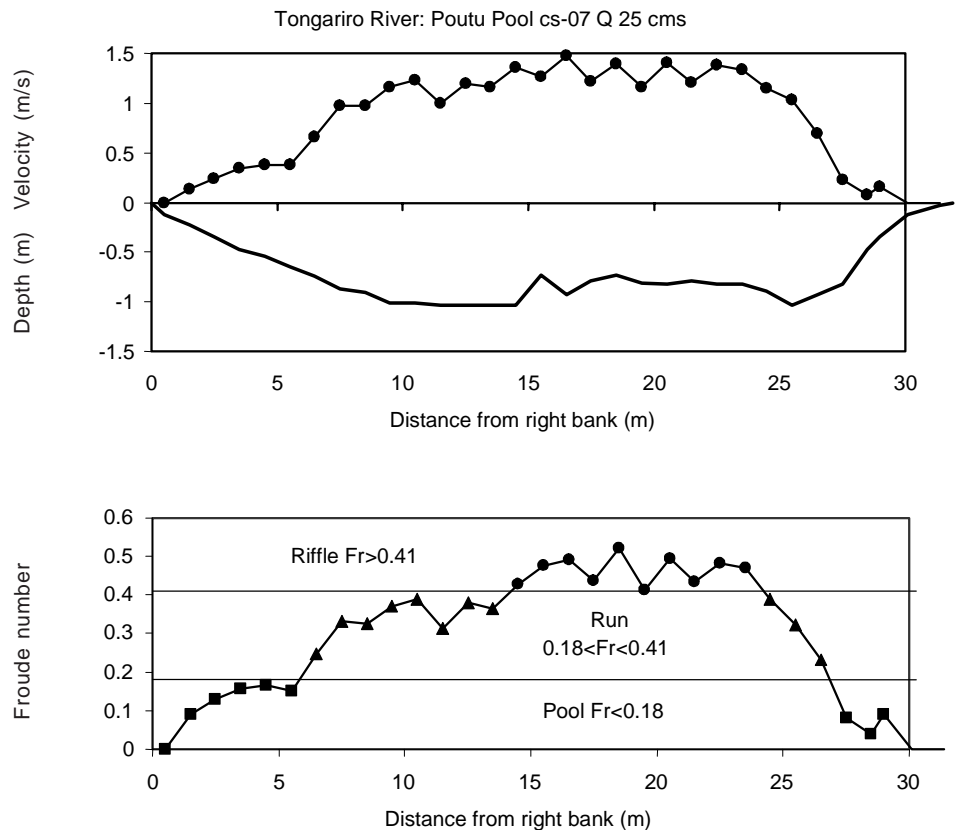 Tongariro River: Poutu Pool cs-07 Q 25 cms
Depth (m) Velocity (m/s)
1.5
1
0.5
0
-0.5
-1
-1.5
0 5 10 15 20 25 30
Distance from right bank (m)
Froude number
0.6
0.5
0.4
0.3
0.2
0.1
0
Riffle Fr>0.41
Run
0.18<Fr<0.41
Pool Fr<0.18
0 5 10 15 20 25 30
Distance from right bank (m)